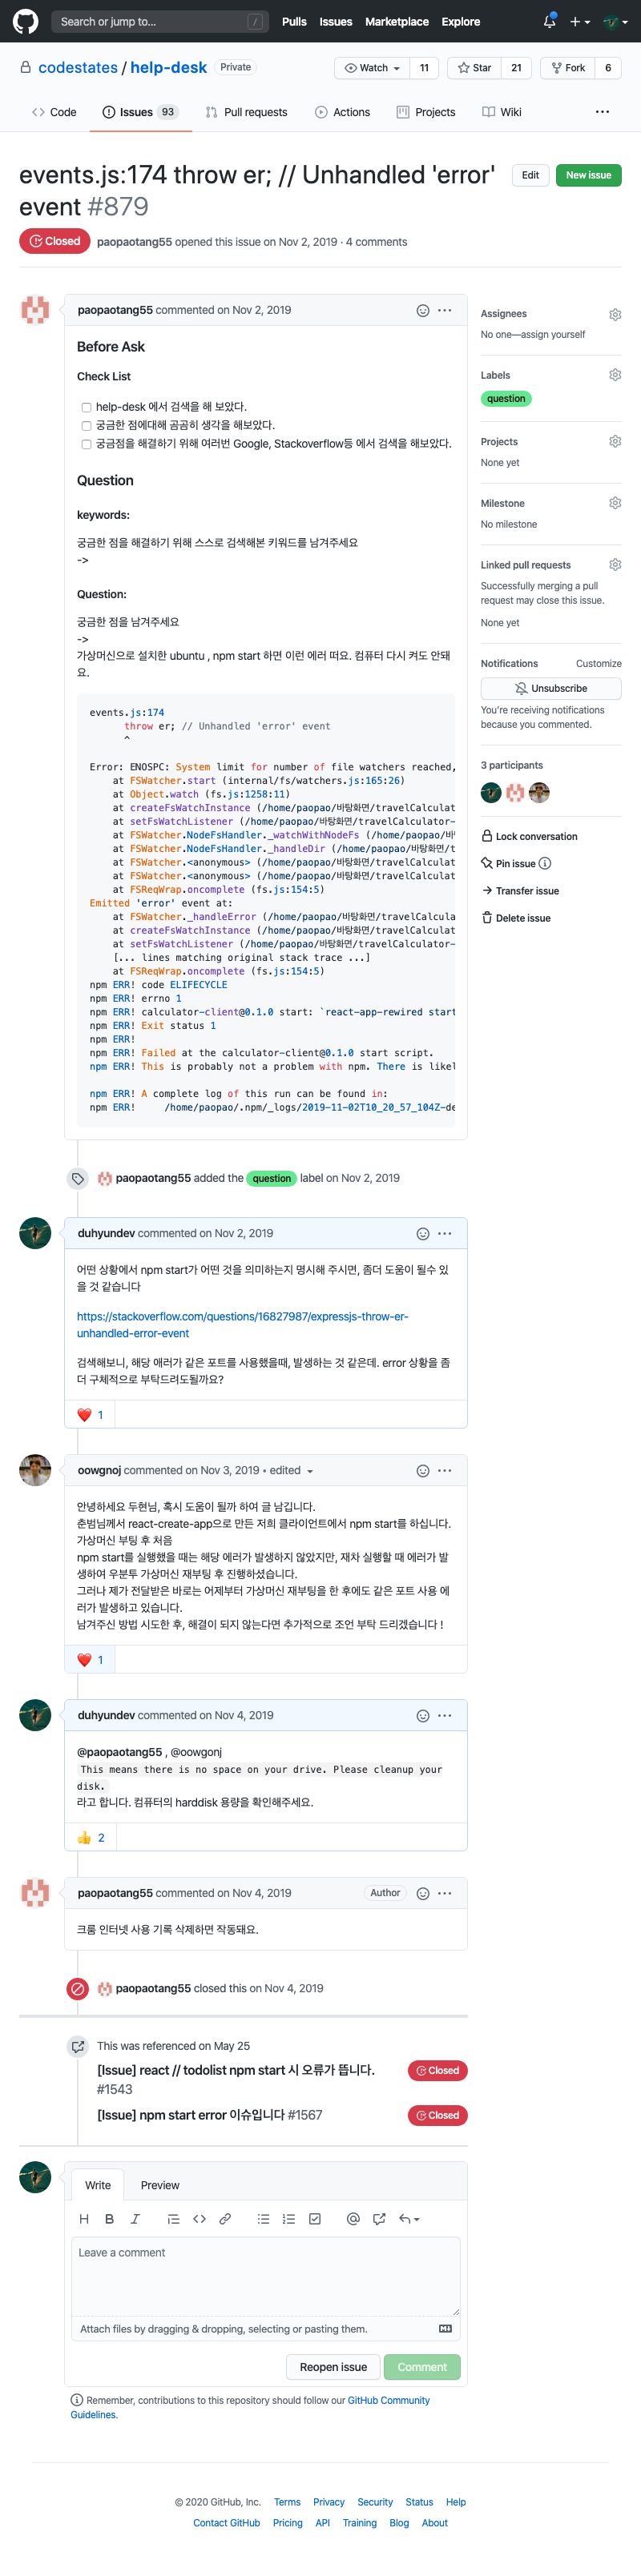 Search or jump to...
/
Pulls
Issues
Marketplace
Explore
codestates / help-desk
Private
Watch
11
Star
21
Fork
6
Code
Issues 93
Pull requests
Actions
Projects
Wiki
events.js:174 throw er; // Unhandled 'error'
event #879
Edit
New issue
Closed
paopaotang55 opened this issue on Nov 2, 2019 · 4 comments
paopaotang55 commented on Nov 2, 2019
Before Ask
Check List
help-desk 에서 검색을 해 보았다.
궁금한 점에대해 곰곰히 생각을 해보았다.
궁금점을 해결하기 위해 여러번 Google, Stackoverflow등 에서 검색을 해보았다.
Question
keywords:
궁금한 점을 해결하기 위해 스스로 검색해본 키워드를 남겨주세요
->
Question:
궁금한 점을 남겨주세요
->
가상머신으로 설치한 ubuntu , npm start 하면 이런 에러 떠요. 컴퓨터 다시 켜도 안돼
요.
events.js:174
throw er; // Unhandled 'error' event
^
Error: ENOSPC: System limit for number of file watchers reached,
at FSWatcher.start (internal/fs/watchers.js:165:26)
at Object.watch (fs.js:1258:11)
at createFsWatchInstance (/home/paopao/바탕화면/travelCalculat
at setFsWatchListener (/home/paopao/바탕화면/travelCalculator-
at FSWatcher.NodeFsHandler._watchWithNodeFs (/home/paopao/바
at FSWatcher.NodeFsHandler._handleDir (/home/paopao/바탕화면/t
at FSWatcher.<anonymous> (/home/paopao/바탕화면/travelCalculat
at FSWatcher.<anonymous> (/home/paopao/바탕화면/travelCalculat
at FSReqWrap.oncomplete (fs.js:154:5)
Emitted 'error' event at:
at FSWatcher._handleError (/home/paopao/바탕화면/travelCalcula
at createFsWatchInstance (/home/paopao/바탕화면/travelCalculat
at setFsWatchListener (/home/paopao/바탕화면/travelCalculator-
[... lines matching original stack trace ...]
at FSReqWrap.oncomplete (fs.js:154:5)
npm ERR! code ELIFECYCLE
npm ERR! errno 1
npm ERR! calculator-client@0.1.0 start: `react-app-rewired start
npm ERR! Exit status 1
npm ERR!
npm ERR! Failed at the calculator-client@0.1.0 start script.
npm ERR! This is probably not a problem with npm. There is likel
npm ERR! A complete log of this run can be found in:
npm ERR! /home/paopao/.npm/_logs/2019-11-02T10_20_57_104Z-de
Assignees
No one—assign yourself
Labels
question
Projects
None yet
Milestone
No milestone
Linked pull requests
Successfully merging a pull
request may close this issue.
None yet
Notifications
Customize
Unsubscribe
You're receiving notifications
because you commented.
3 participants
Lock conversation
Pin issue
Transfer issue
Delete issue
paopaotang55 added the question label on Nov 2, 2019
duhyundev commented on Nov 2, 2019
어떤 상황에서 npm start가 어떤 것을 의미하는지 명시해 주시면, 좀더 도움이 될수 있
을 것 같습니다
https://stackoverflow.com/questions/16827987/expressjs-throw-er-
unhandled-error-event
검색해보니, 해당 애러가 같은 포트를 사용했을때, 발생하는 것 같은데. error 상황을 좀
더 구체적으로 부탁드려도될까요?
1
oowgnoj commented on Nov 3, 2019 • edited
안녕하세요 두현님, 혹시 도움이 될까 하여 글 남깁니다.
춘범님께서 react-create-app으로 만든 저희 클라이언트에서 npm start를 하십니다.
가상머신 부팅 후 처음
npm start를 실행했을 때는 해당 에러가 발생하지 않았지만, 재차 실행할 때 에러가 발
생하여 우분투 가상머신 재부팅 후 진행하셨습니다.
그러나 제가 전달받은 바로는 어제부터 가상머신 재부팅을 한 후에도 같은 포트 사용 에
러가 발생하고 있습니다.
남겨주신 방법 시도한 후, 해결이 되지 않는다면 추가적으로 조언 부탁 드리겠습니다 !
1
duhyundev commented on Nov 4, 2019
@paopaotang55 , @oowgonj
This means there is no space on your drive. Please cleanup your
disk.
라고 합니다. 컴퓨터의 harddisk 용량을 확인해주세요.
2
paopaotang55 commented on Nov 4, 2019
Author
크롬 인터넷 사용 기록 삭제하면 작동돼요.
paopaotang55 closed this on Nov 4, 2019
This was referenced on May 25
[Issue] react // todolist npm start 시 오류가 뜹니다.
#1543
Closed
[Issue] npm start error 이슈입니다 #1567
Closed
Write
Preview
Leave a comment
Attach files by dragging & dropping, selecting or pasting them.
Reopen issue
Comment
Remember, contributions to this repository should follow our GitHub Community
Guidelines.
© 2020 GitHub, Inc.
Terms
Privacy
Security
Status
Help
Contact GitHub
Pricing
API
Training
Blog
About